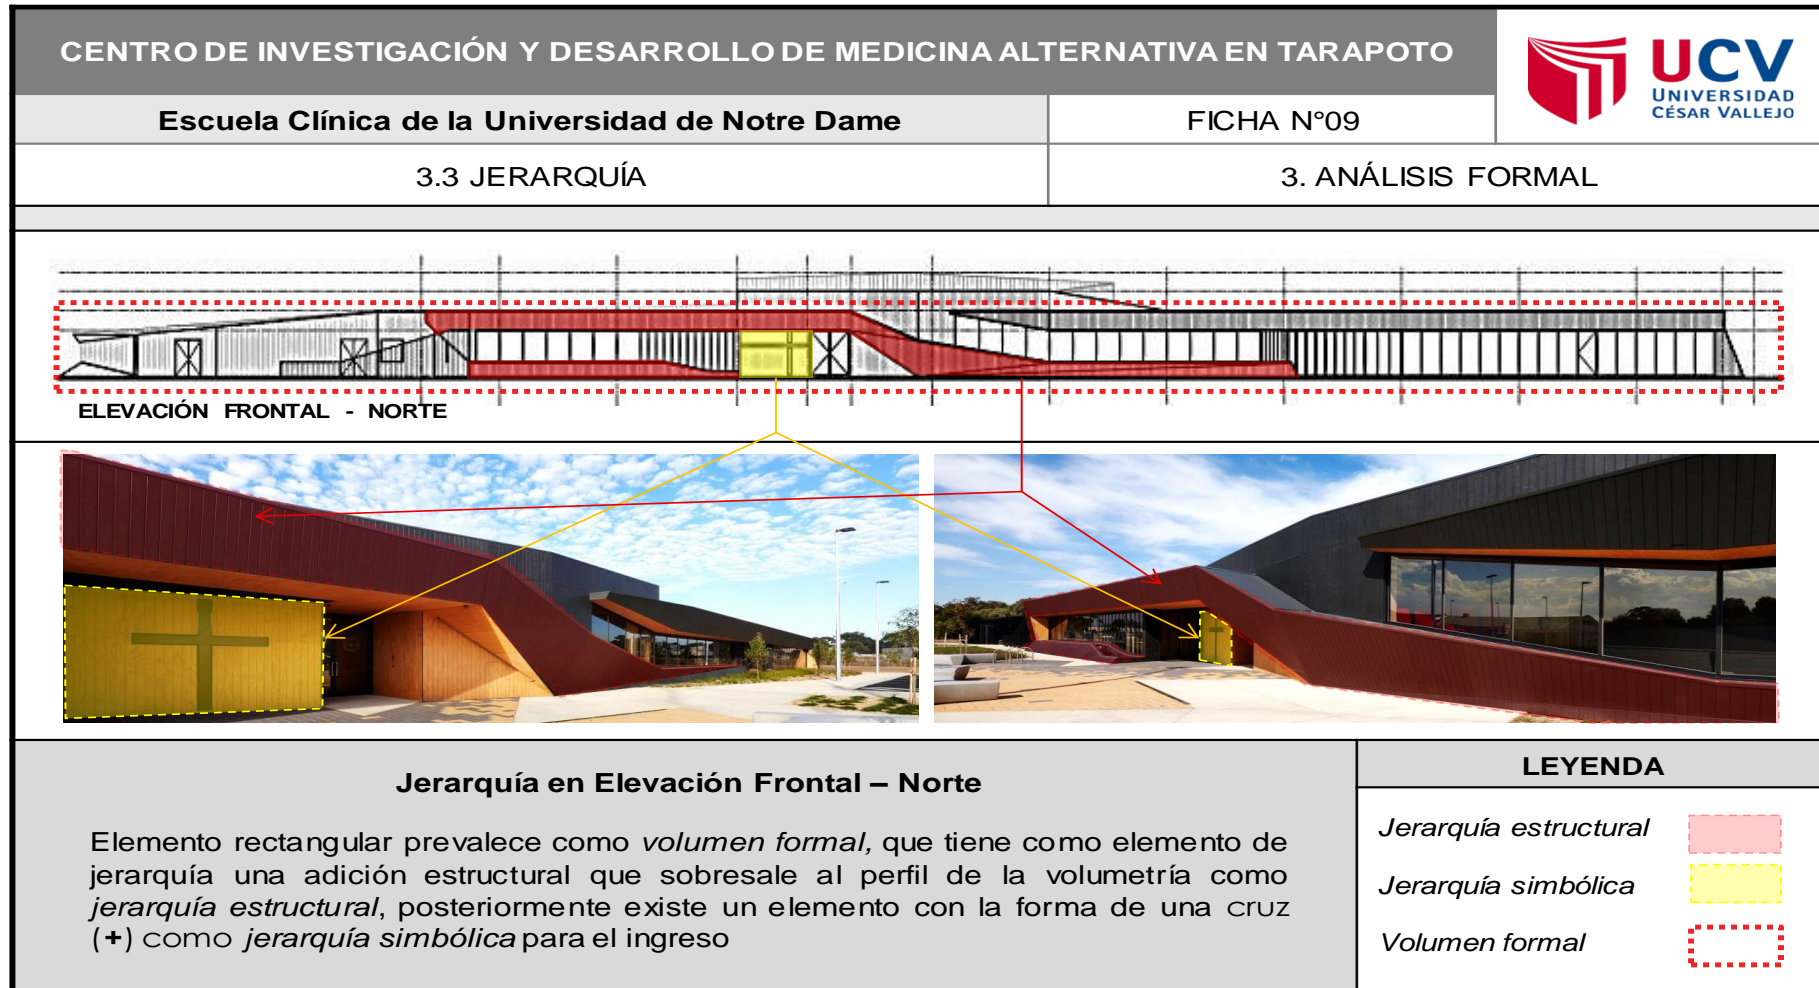 CENTRO DE INVESTIGACIÓN Y DESARROLLO DE MEDICINA ALTERNATIVA EN TARAPOTO
UCV
UNIVERSIDAD
CÉSAR VALLEJO
Escuela Clínica de la Universidad de Notre Dame
FICHA N°09
3.3 JERARQUÍA
3. ANÁLISIS FORMAL
ELEVACIÓN FRONTAL - NORTE
Jerarquía en Elevación Frontal – Norte
Elemento rectangular prevalece como volumen formal, que tiene como elemento de
jerarquía una adición estructural que sobresale al perfil de la volumetría como
jerarquía estructural, posteriormente existe un elemento con la forma de una cruz
(+) como jerarquía simbólica para el ingreso
LEYENDA
Jerarquía estructural
Jerarquía simbólica
Volumen formal